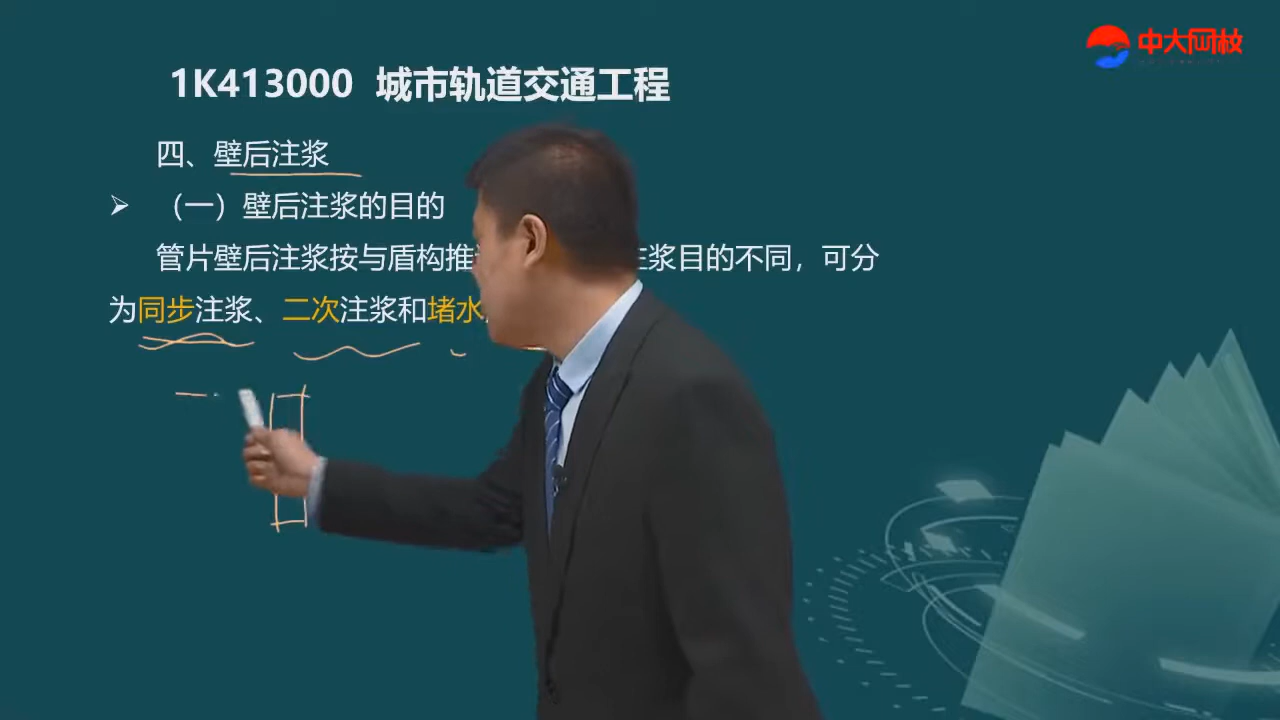 中大网校
1K413000 城市轨道交通工程
四、壁后注浆
（一）壁后注浆的目的
管片壁后注浆按与盾构推 注浆目的不同，可分
为同步注浆、二次注浆和堵水